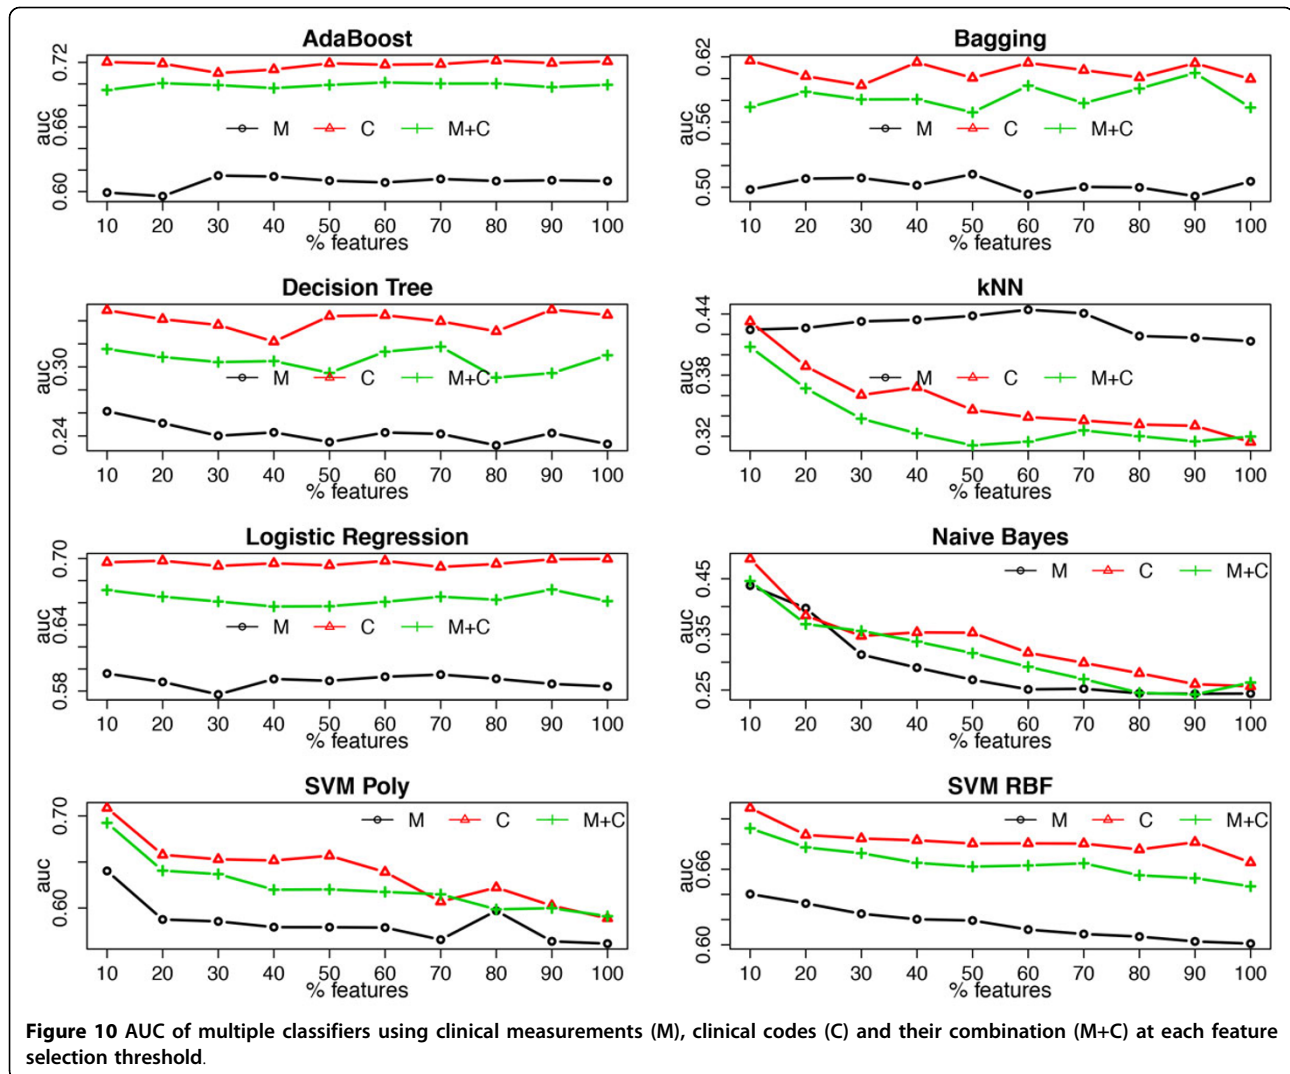 AdaBoost
auc
0.72
0.66
0.60
M C M+C
10 20 30 40 50 60 70 80 90 100
% features
Bagging
auc
0.62
0.56
0.50
M C M+C
10 20 30 40 50 60 70 80 90 100
% features
Decision Tree
auc
0.30
0.24
M C M+C
10 20 30 40 50 60 70 80 90 100
% features
kNN
auc
0.44
0.38
0.32
M C M+C
10 20 30 40 50 60 70 80 90 100
% features
Logistic Regression
auc
0.70
0.64
0.58
M C M+C
10 20 30 40 50 60 70 80 90 100
% features
Naive Bayes
auc
0.45
0.35
0.25
M C M+C
10 20 30 40 50 60 70 80 90 100
% features
SVM Poly
auc
0.70
0.60
M C M+C
10 20 30 40 50 60 70 80 90 100
% features
SVM RBF
auc
0.66
0.60
M C M+C
10 20 30 40 50 60 70 80 90 100
% features
Figure 10 AUC of multiple classifiers using clinical measurements (M), clinical codes (C) and their combination (M+C) at each feature
selection threshold.